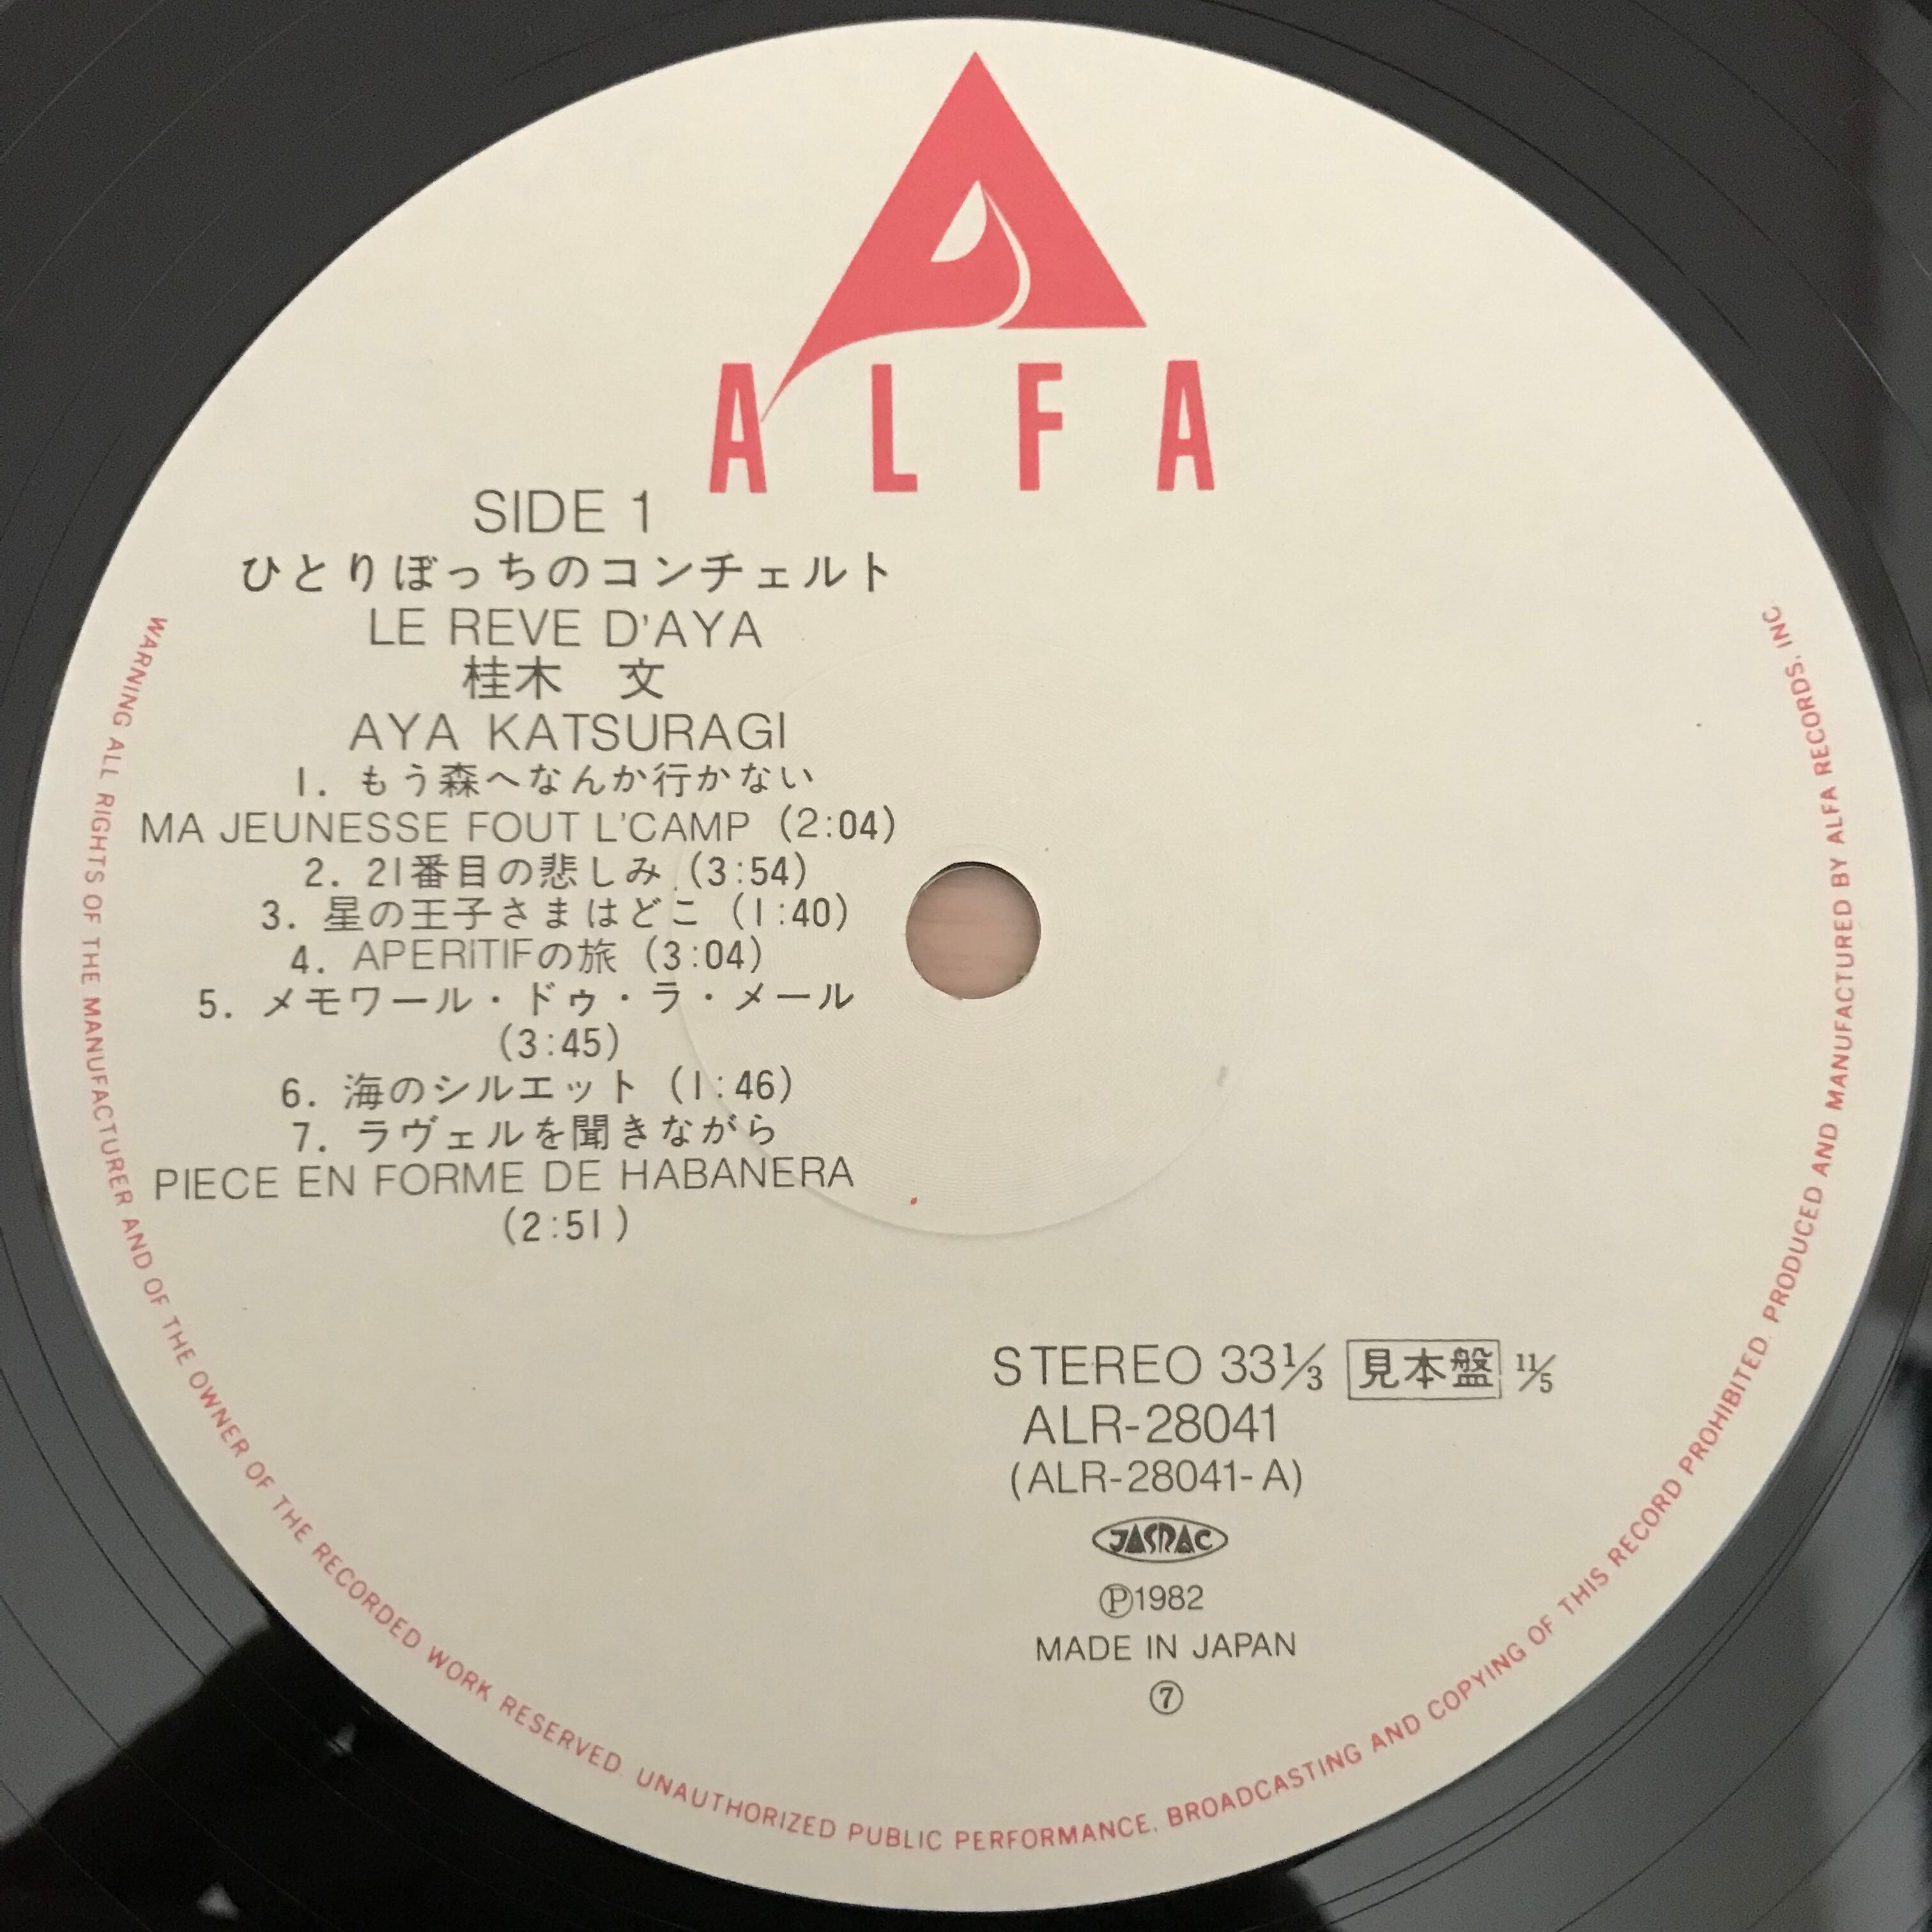 ALFA
SIDE 1
ひとりぼっちのコンチェルト
LE REVE D'AYA
桂木　文
AYA KATSURAGI
1. もう森へなんか行かない
MA JEUNESSE FOUT L'CAMP (2:04)
2. 21番目の悲しみ (3:54)
3. 星の王子さまはどこ (1:40)
4. APERiTIFの旅 (3:04)
5. メモワール・ドゥ・ラ・メール
(3:45)
6. 海のシルエット (1:46)
7. ラヴェルを聞きながら
PIECE EN FORME DE HABANERA
(2:51)
STEREO 33⅓ 見本盤 11/5
ALR-28041
(ALR-28041-A)
JASRAC
Ⓟ1982
MADE IN JAPAN
⑦
WARNING ALL RIGHTS OF THE MANUFACTURER AND OF THE OWNER OF THE RECORDED WORK RESERVED. UNAUTHORIZED PUBLIC PERFORMANCE, BROADCASTING AND COPYING OF THIS RECORD PROHIBITED. PRODUCED AND MANUFACTURED BY ALFA RECORDS, INC